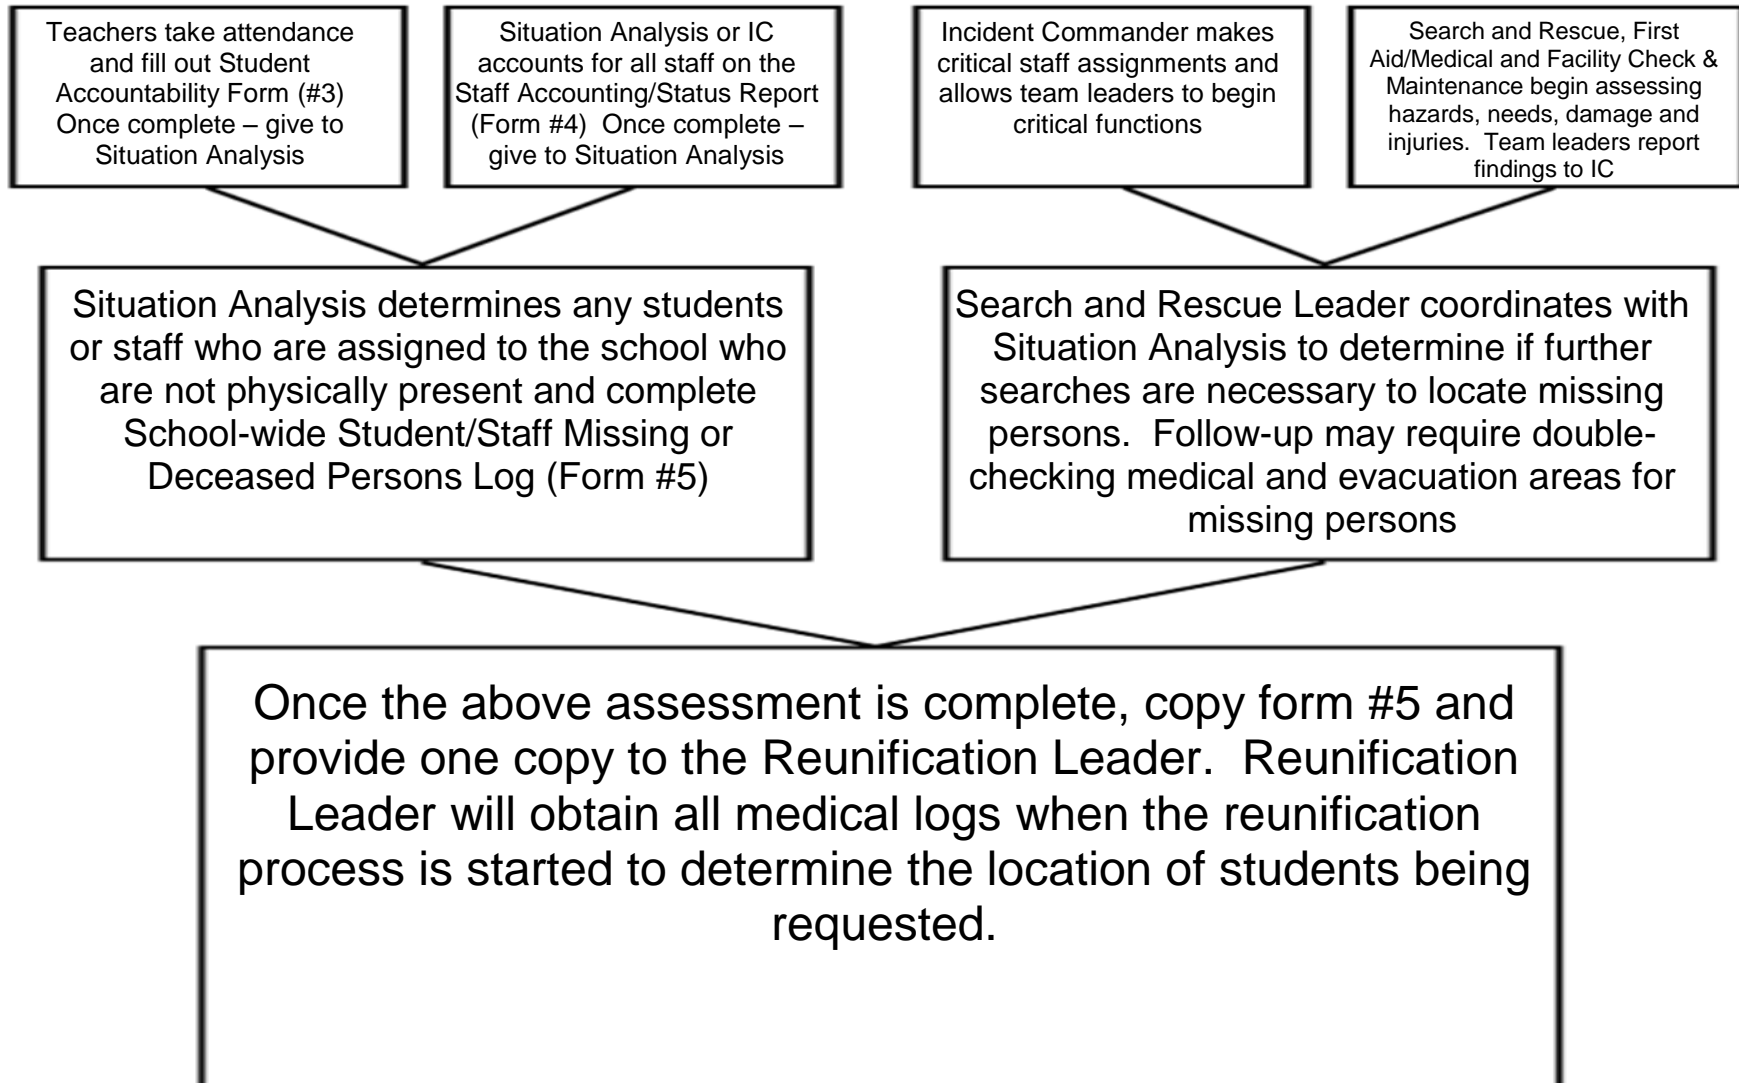 Teachers take attendance
and fill out Student
Accountability Form (#3)
Once complete – give to
Situation Analysis
Situation Analysis or IC
accounts for all staff on the
Staff Accounting/Status Report
(Form #4)  Once complete –
give to Situation Analysis
Incident Commander makes
critical staff assignments and
allows team leaders to begin
critical functions
Search and Rescue, First
Aid/Medical and Facility Check &
Maintenance begin assessing
hazards, needs, damage and
injuries.  Team leaders report
findings to IC
Situation Analysis determines any students
or staff who are assigned to the school who
are not physically present and complete
School-wide Student/Staff Missing or
Deceased Persons Log (Form #5)
Search and Rescue Leader coordinates with
Situation Analysis to determine if further
searches are necessary to locate missing
persons.  Follow-up may require double-
checking medical and evacuation areas for
missing persons
Once the above assessment is complete, copy form #5 and
provide one copy to the Reunification Leader.  Reunification
Leader will obtain all medical logs when the reunification
process is started to determine the location of students being
requested.